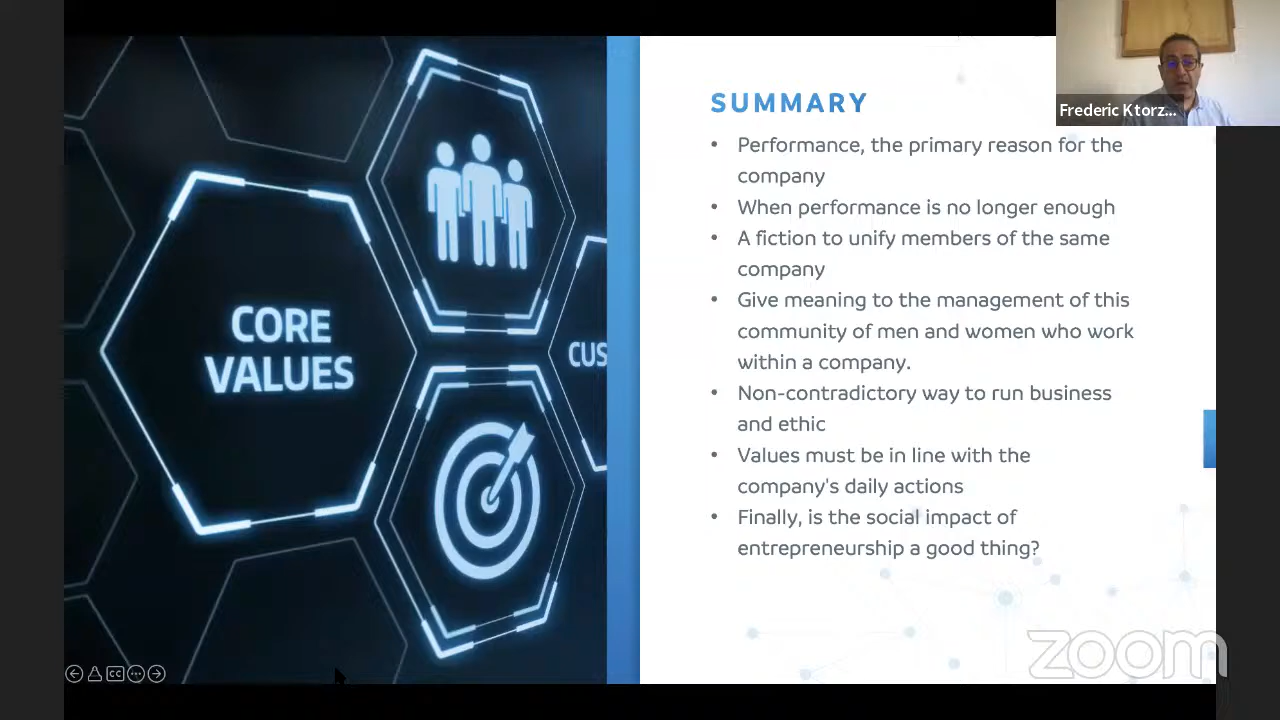 Frederic Ktorz...
CORE
VALUES
CUS
SUMMARY
• Performance, the primary reason for the
company
• When performance is no longer enough
• A fiction to unify members of the same
company
• Give meaning to the management of this
community of men and women who work
within a company.
• Non-contradictory way to run business
and ethic
• Values must be in line with the
company's daily actions
• Finally, is the social impact of
entrepreneurship a good thing?
CC
zoom